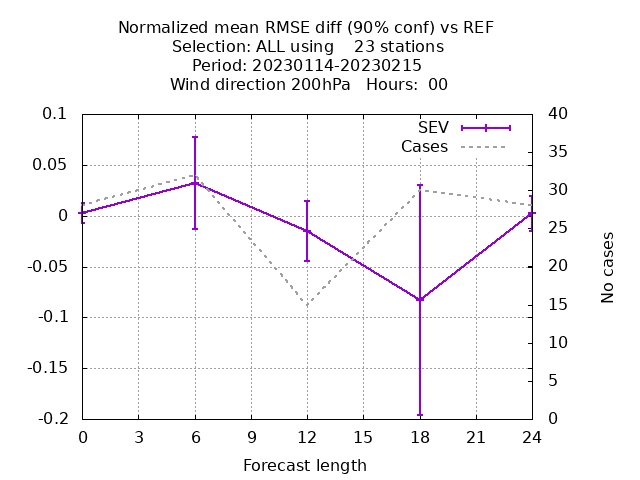 Normalized mean RMSE diff (90% conf) vs REF
Selection: ALL using    23 stations
Period: 20230114-20230215
Wind direction 200hPa   Hours:  00
0.1
0.05
0
-0.05
-0.1
-0.15
-0.2
SEV
Cases
40
35
30
25
20
15
10
5
0
No cases
0 3 6 9 12 15 18 21 24
Forecast length